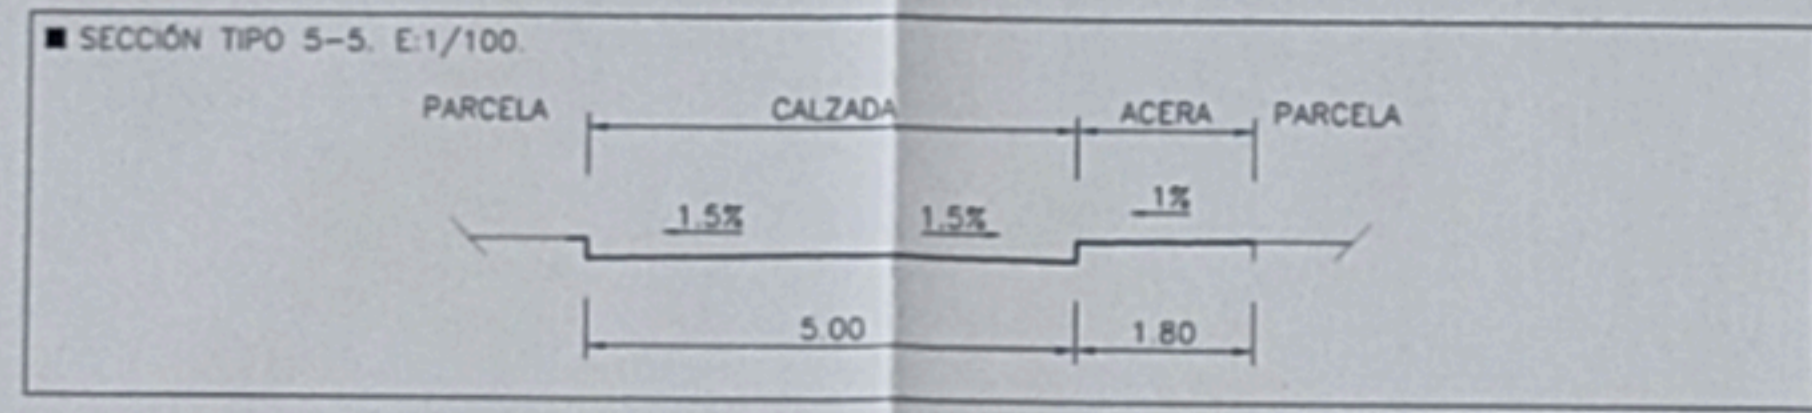 ■ SECCIÓN TIPO 5-5. E:1/100.
PARCELA CALZADA ACERA PARCELA
1.5% 1.5% 1%
5.00 1.80